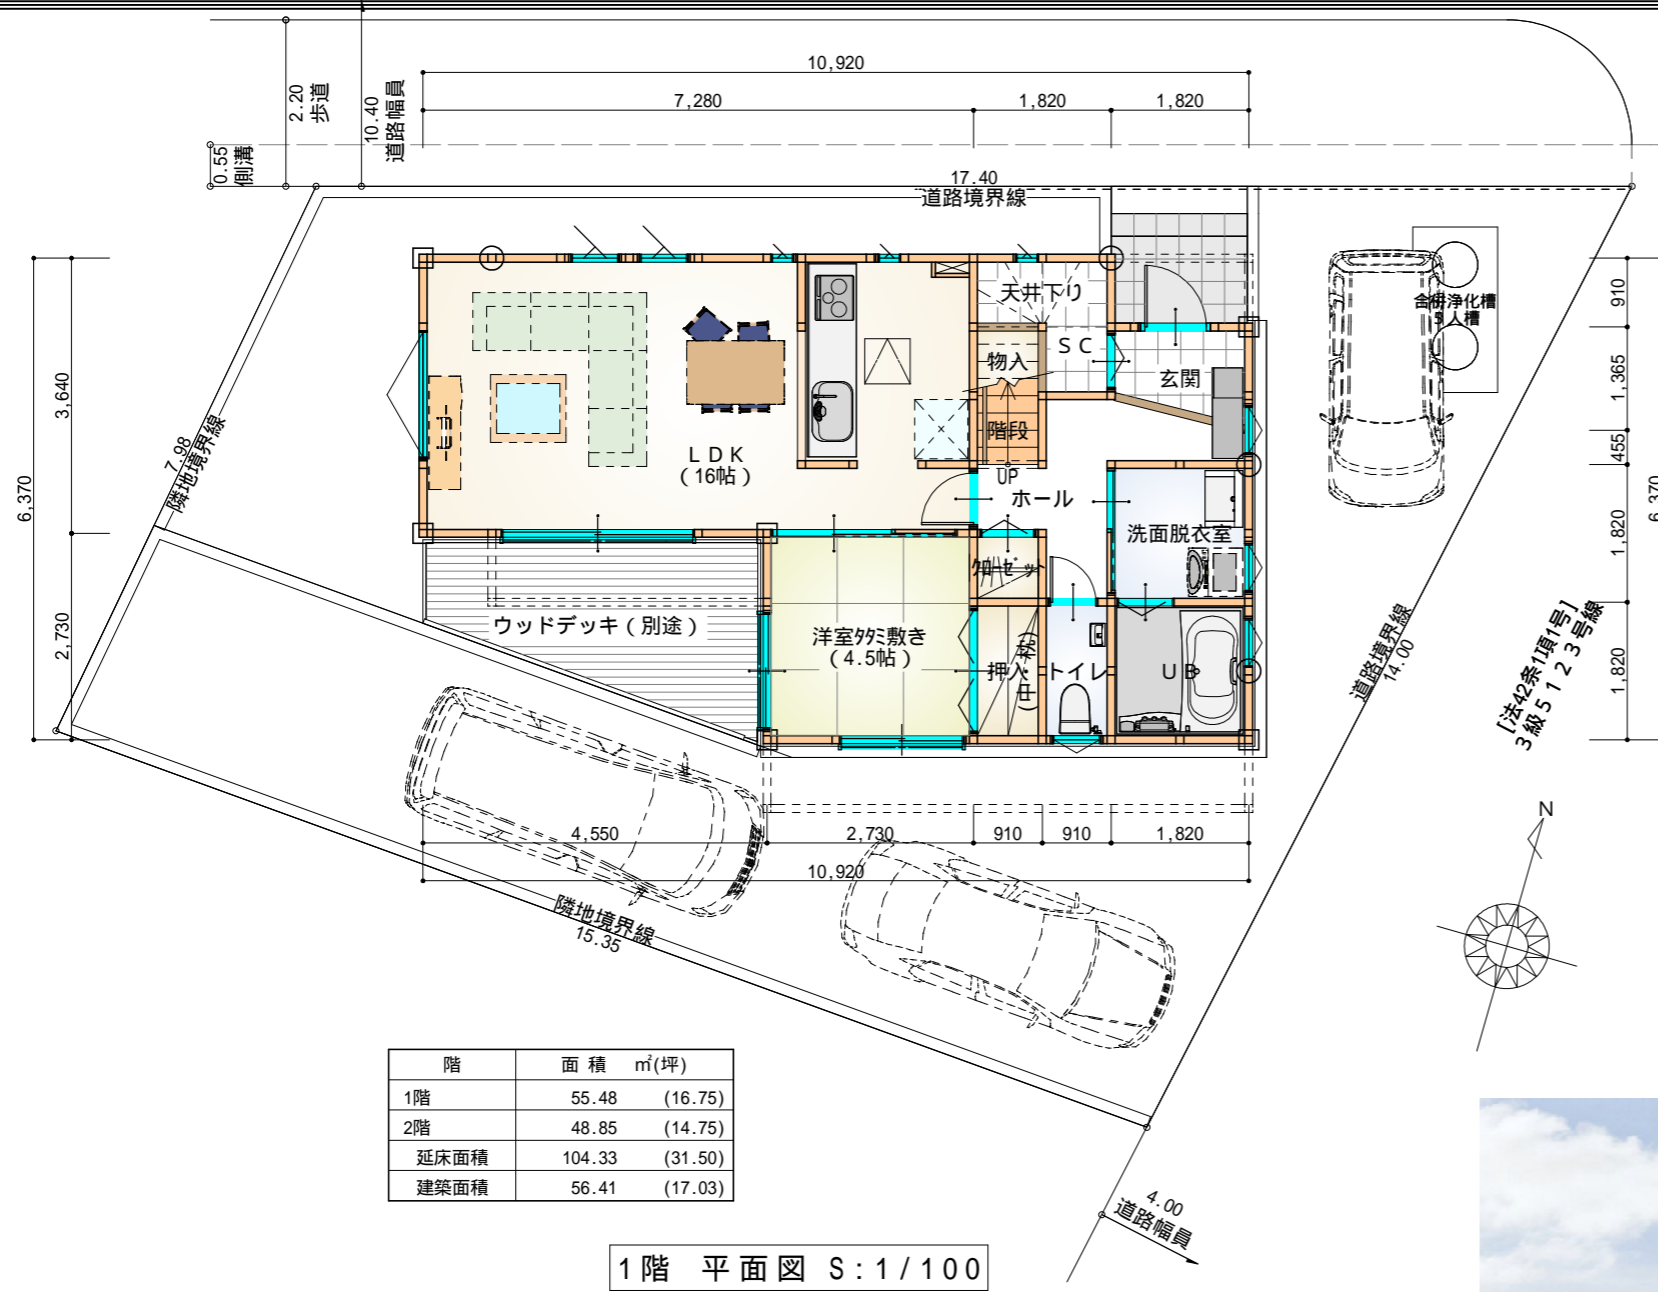 2.20
歩道
10.40
道路幅員
0.55
側溝
10,920
7,280
1,820
1,820
17.40
道路境界線
天井下り
合併浄化槽
物入
SC
玄関
階段
UP
LDK
(16帖)
ホール
洗面脱衣室
クローゼット
ウッドデッキ(別途)
洋室タタミ敷き
(4.5帖)
押入
トイレ
UB
3,640
2,730
6,370
7.98
隣地境界線
910
1,365
455
1,820
1,820
6,370
道路境界線
14.00
[法42条1項1号]
3級5123号線
N
4,550
2,730
910
910
1,820
10,920
隣地境界線
15.35
階 面積 ㎡(坪)
1階 55.48 (16.75)
2階 48.85 (14.75)
延床面積 104.33 (31.50)
建築面積 56.41 (17.03)
4.00
道路幅員
1階 平面図 S:1/100